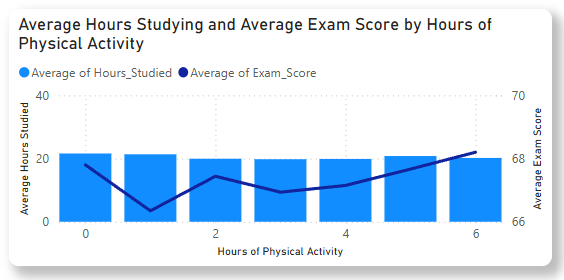 Average Hours Studying and Average Exam Score by Hours of
Physical Activity
Average of Hours_Studied Average of Exam_Score
40 70
20 68
0 66
Average Hours Studied
Average Exam Score
0 2 4 6
Hours of Physical Activity